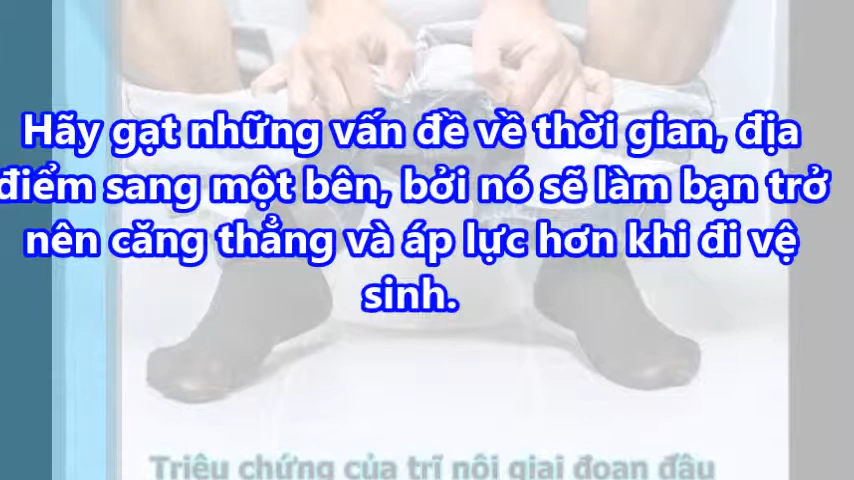 Hãy gạt những vấn đề về thời gian, địa
điểm sang một bên, bởi nó sẽ làm bạn trở
nên căng thẳng và áp lực hơn khi đi vệ
sinh.
Triệu chứng của trĩ nội giai đoạn đầu